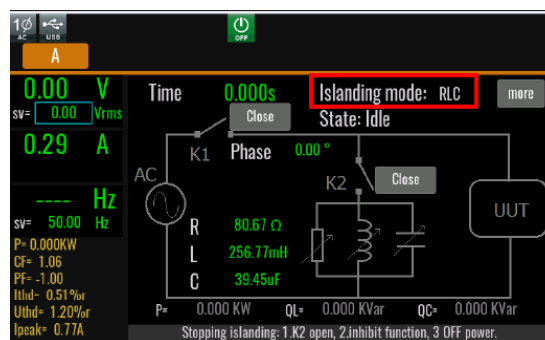 1Ø
AC
USB
OFF
A
0.00 V
sv= 0.00 Vrms
0.29 A
---- Hz
sv= 50.00 Hz
P= 0.000KW
CF= 1.06
PF= -1.00
Ithd- 0.51%r
Uthd= 1.20%r
Ipeak= 0.77A
Time 0.000s Islanding mode: RLC more
Close State: Idle
K1 Phase 0.00 °
AC
K2 Close
UUT
R 80.67 Ω
L 256.77mH
C 39.45uF
P= 0.000 KW QL= 0.000 KVar QC= 0.000 KVar
Stopping islanding: 1.K2 open, 2.inhibit function, 3 OFF power.